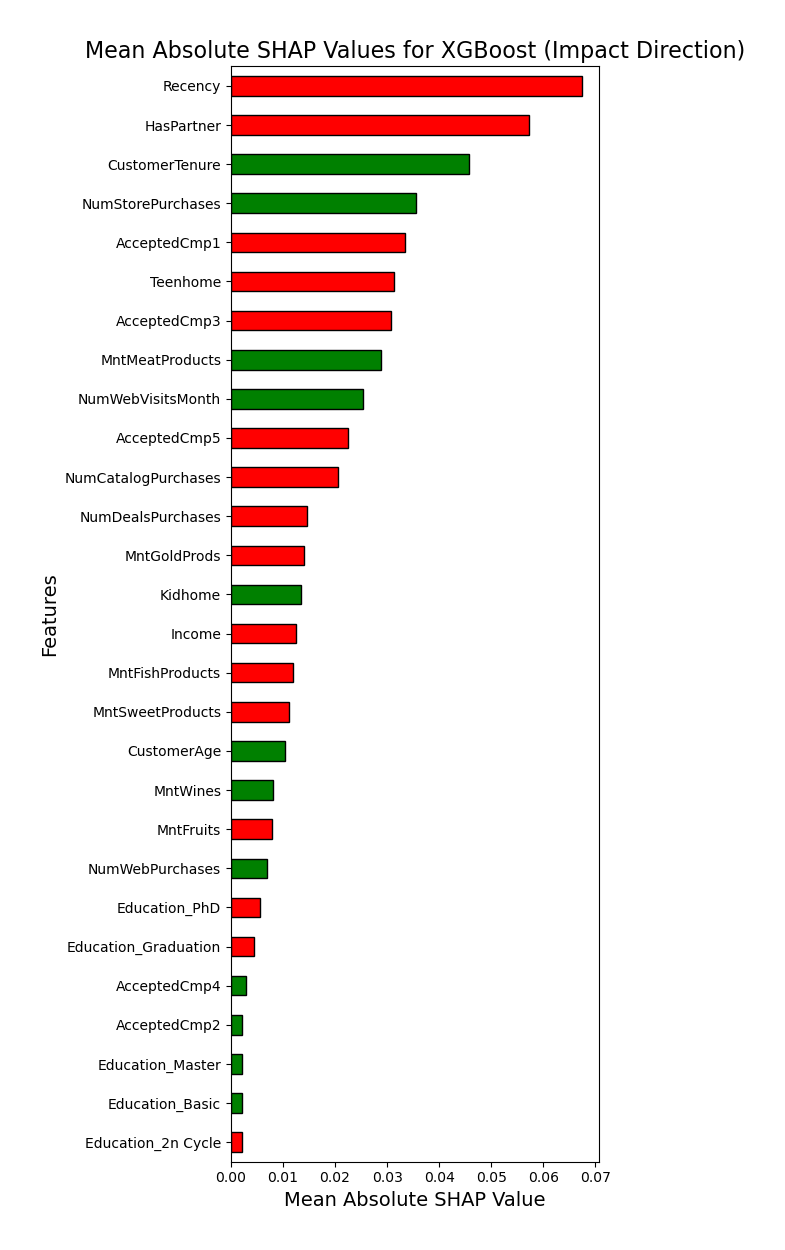 Mean Absolute SHAP Values for XGBoost (Impact Direction)
Recency
HasPartner
CustomerTenure
NumStorePurchases
AcceptedCmp1
Teenhome
AcceptedCmp3
MntMeatProducts
NumWebVisitsMonth
AcceptedCmp5
NumCatalogPurchases
NumDealsPurchases
MntGoldProds
Kidhome
Income
MntFishProducts
MntSweetProducts
CustomerAge
MntWines
MntFruits
NumWebPurchases
Education_PhD
Education_Graduation
AcceptedCmp4
AcceptedCmp2
Education_Master
Education_Basic
Education_2n Cycle
Features
0.00 0.01 0.02 0.03 0.04 0.05 0.06 0.07
Mean Absolute SHAP Value